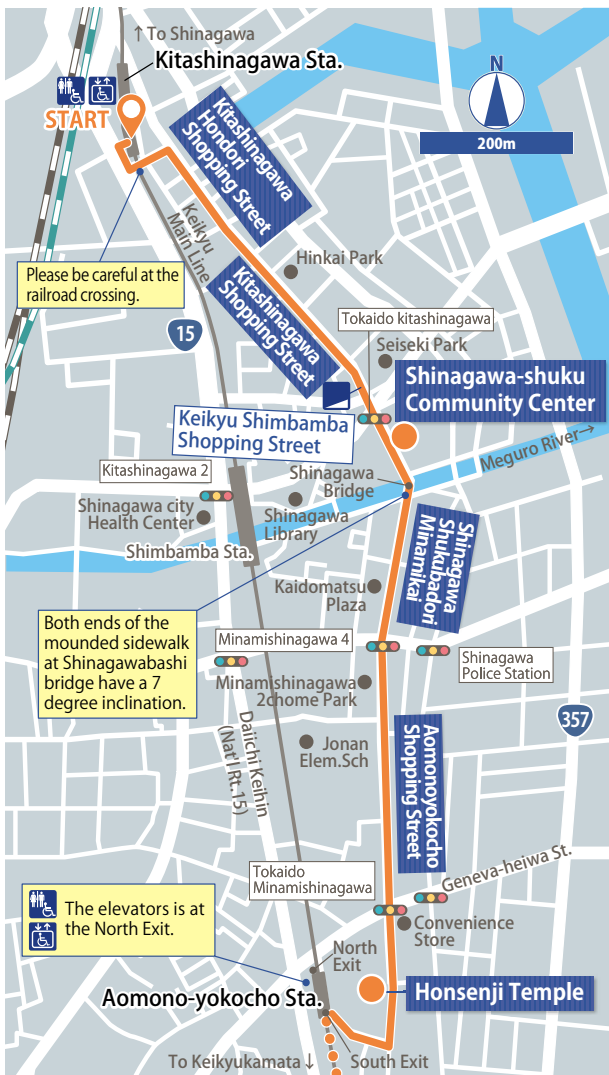 ↑ To Shinagawa
Kitashinagawa Sta.
START
N
200m
Kitashinagawa
Hondori
Shopping Street
Keikyu
Main Line
Hinkai Park
Please be careful at the
railroad crossing.
Kitashinagawa
Shopping Street
Tokaido kitashinagawa
15
Seiseki Park
Shinagawa-shuku
Community Center
Keikyu Shimbamba
Shopping Street
Meguro River→
Kitashinagawa 2
Shinagawa
Bridge
Shinagawa city
Health Center
Shinagawa
Library
Shimbamba Sta.
Shinagawa
Shukubadori
Minamikai
Kaidomatsu
Plaza
Both ends of the
mounded sidewalk
at Shinagawabashi
bridge have a 7
degree inclination.
Minamishinagawa 4
Shinagawa
Police Station
Minamishinagawa
2chome Park
357
Daiichi Keihin
(Nat'l Rt.15)
Jonan
Elem.Sch
Aomonoyokocho
Shopping Street
Tokaido
Minamishinagawa
Geneva-heiwa St.
The elevators is at
the North Exit.
Convenience
Store
North
Exit
Aomono-yokocho Sta.
Honsenji Temple
To Keikyukamata ↓
South Exit